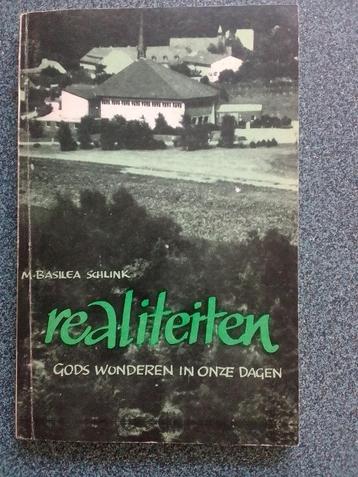 M. BASILEA SCHLINK
realiteiten
GODS WONDEREN IN ONZE DAGEN